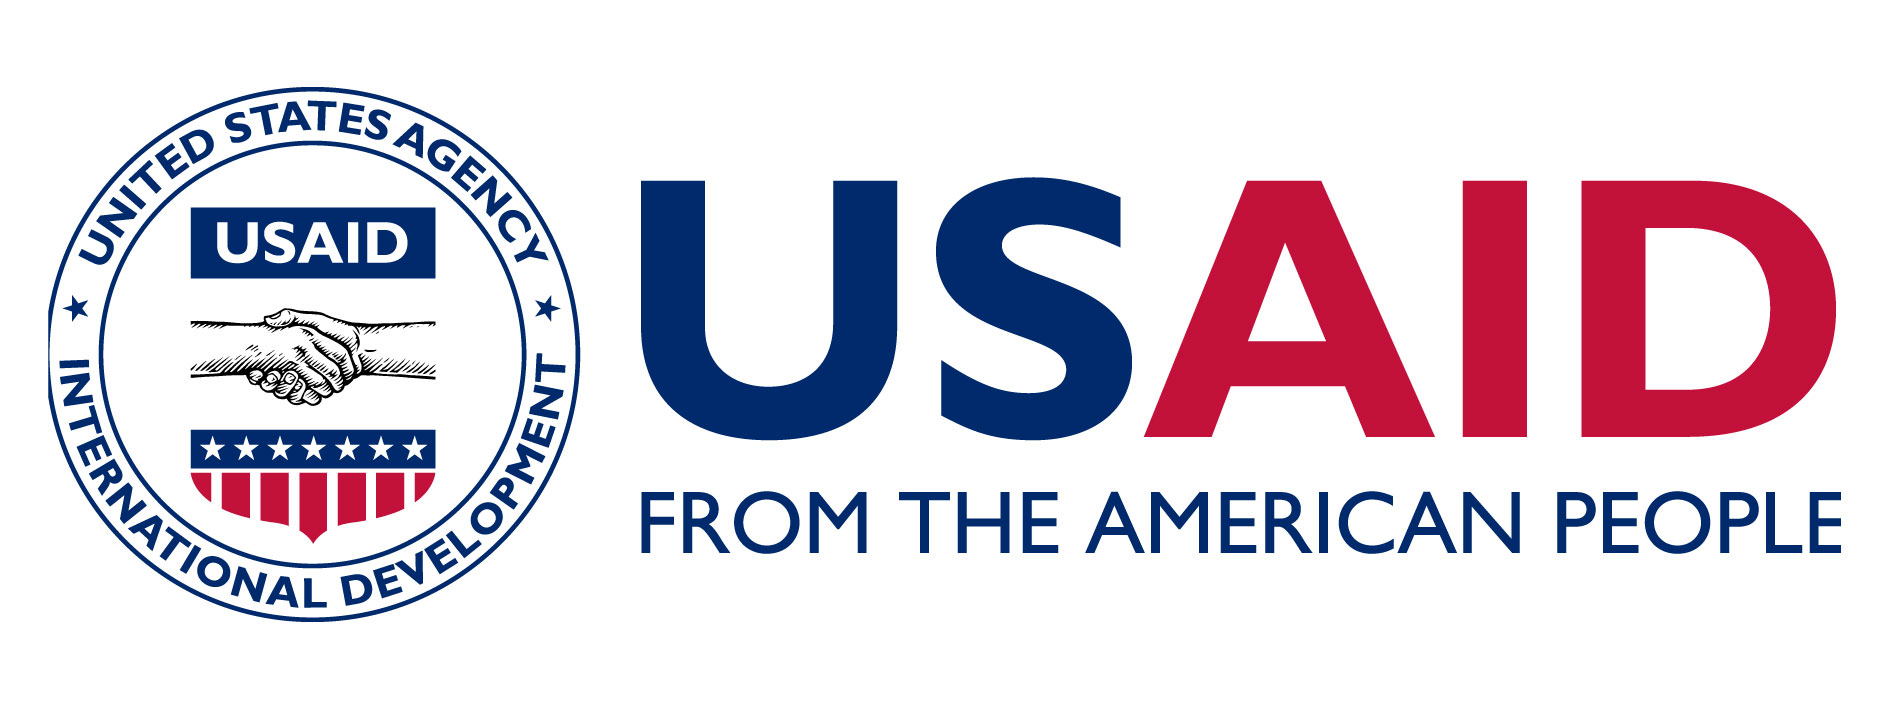 UNITED STATES AGENCY
USAID
INTERNATIONAL DEVELOPMENT
USAID
FROM THE AMERICAN PEOPLE